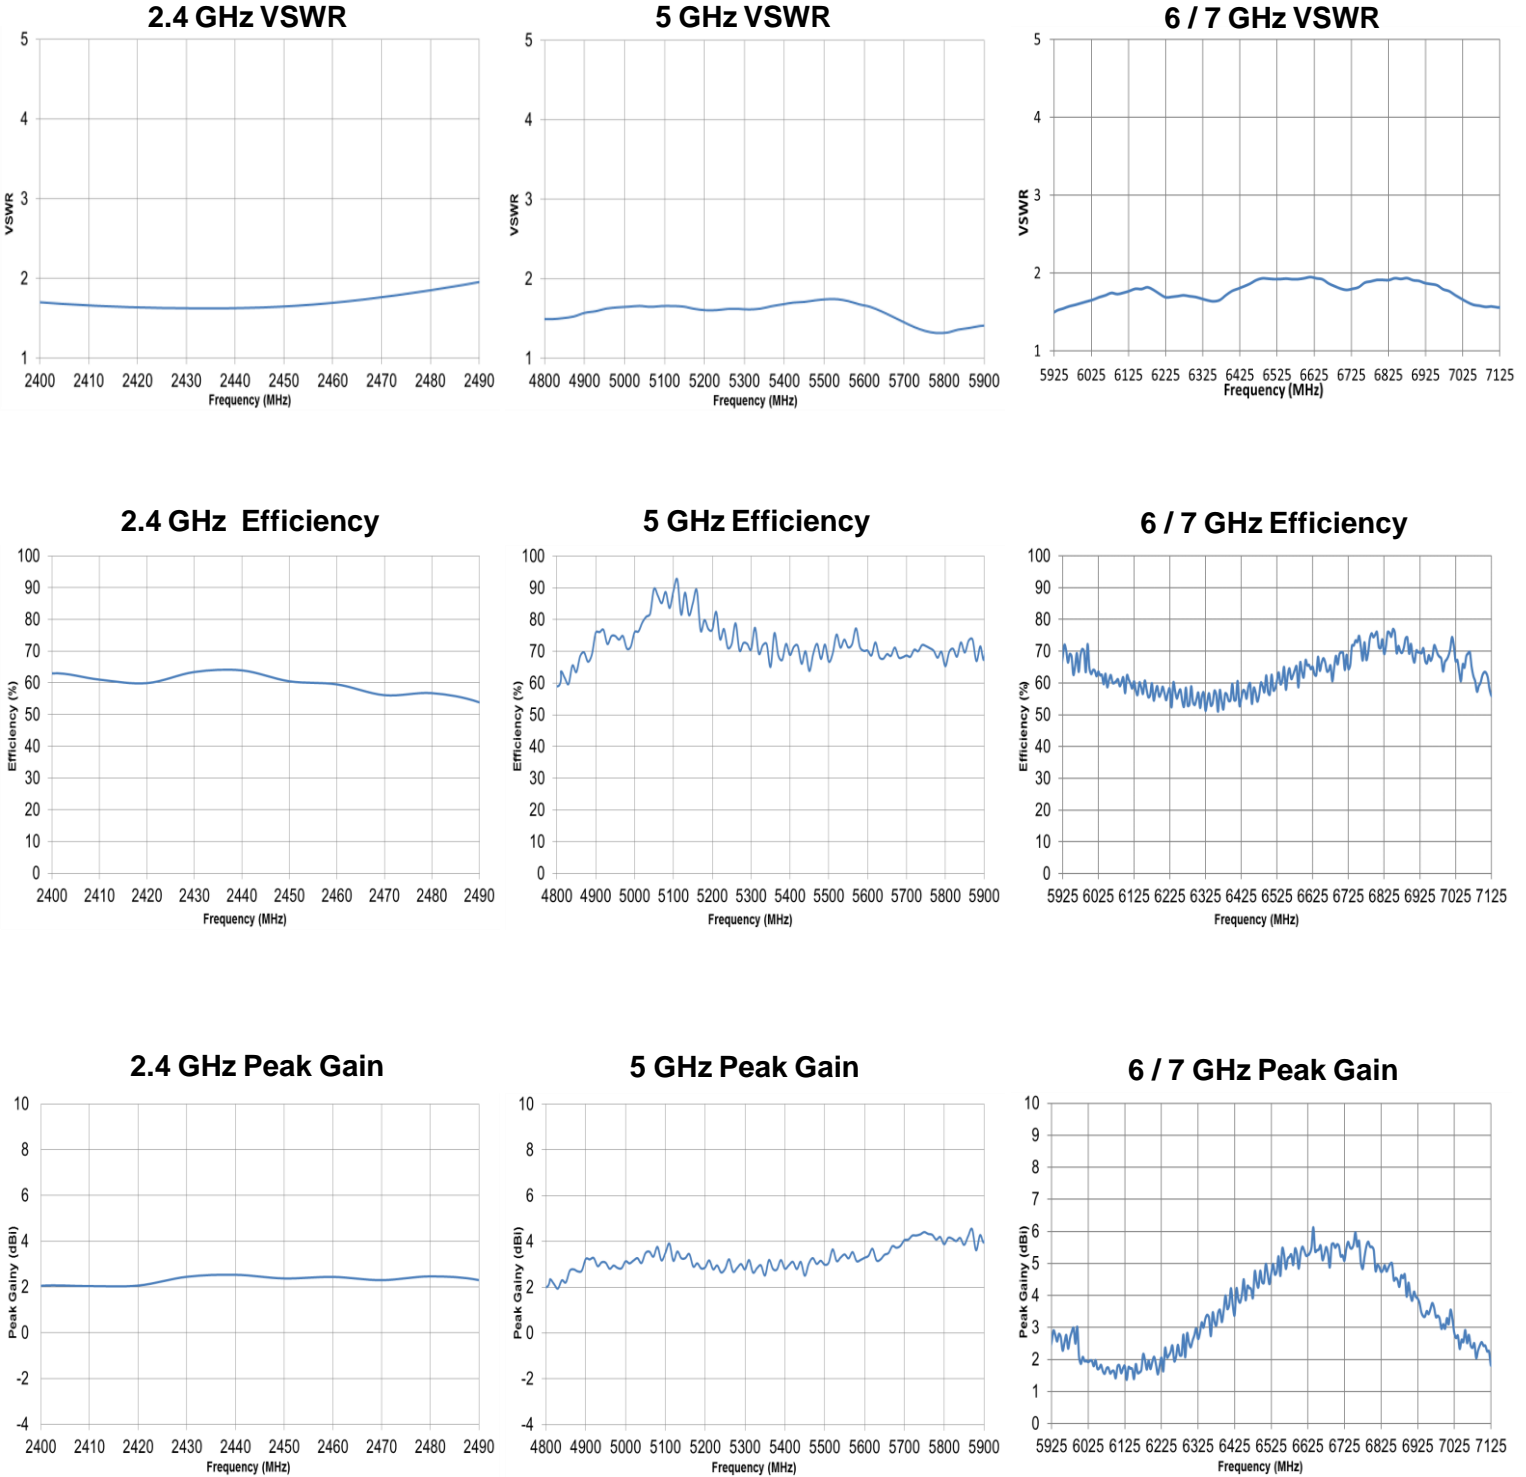 2.4 GHz VSWR
5
4
3
2
1
VSWR
2400 2410 2420 2430 2440 2450 2460 2470 2480 2490
Frequency (MHz)
5 GHz VSWR
5
4
3
2
1
VSWR
4800 4900 5000 5100 5200 5300 5400 5500 5600 5700 5800 5900
Frequency (MHz)
6 / 7 GHz VSWR
5
4
3
2
1
VSWR
5925 6025 6125 6225 6325 6425 6525 6625 6725 6825 6925 7025 7125
Frequency (MHz)
2.4 GHz Efficiency
100
90
80
70
60
50
40
30
20
10
0
Efficiency (%)
2400 2410 2420 2430 2440 2450 2460 2470 2480 2490
Frequency (MHz)
5 GHz Efficiency
100
90
80
70
60
50
40
30
20
10
0
Efficiency (%)
4800 4900 5000 5100 5200 5300 5400 5500 5600 5700 5800 5900
Frequency (MHz)
6 / 7 GHz Efficiency
100
90
80
70
60
50
40
30
20
10
0
Efficiency (%)
5925 6025 6125 6225 6325 6425 6525 6625 6725 6825 6925 7025 7125
Frequency (MHz)
2.4 GHz Peak Gain
10
8
6
4
2
0
-2
-4
Peak Gainy (dBi)
2400 2410 2420 2430 2440 2450 2460 2470 2480 2490
Frequency (MHz)
5 GHz Peak Gain
10
8
6
4
2
0
-2
-4
Peak Gainy (dBi)
4800 4900 5000 5100 5200 5300 5400 5500 5600 5700 5800 5900
Frequency (MHz)
6 / 7 GHz Peak Gain
10
9
8
7
6
5
4
3
2
1
0
Peak Gainy (dBi)
5925 6025 6125 6225 6325 6425 6525 6625 6725 6825 6925 7025 7125
Frequency (MHz)